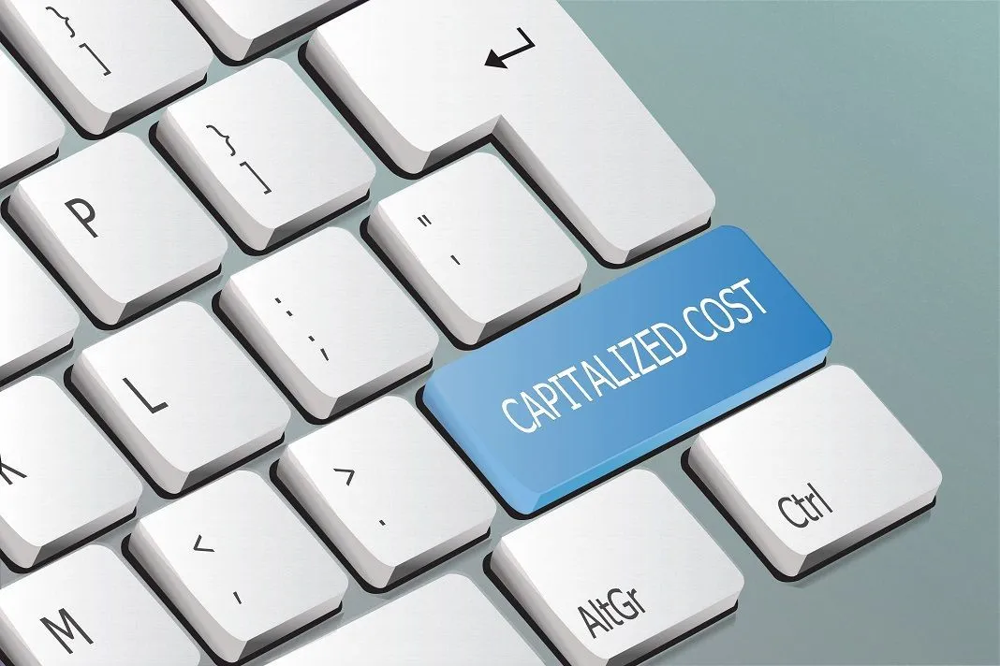 }
]
P
}
]
"
'
:
;
L
CAPITALIZED COST
K
>
.
Ctrl
<
,
AltGr
M